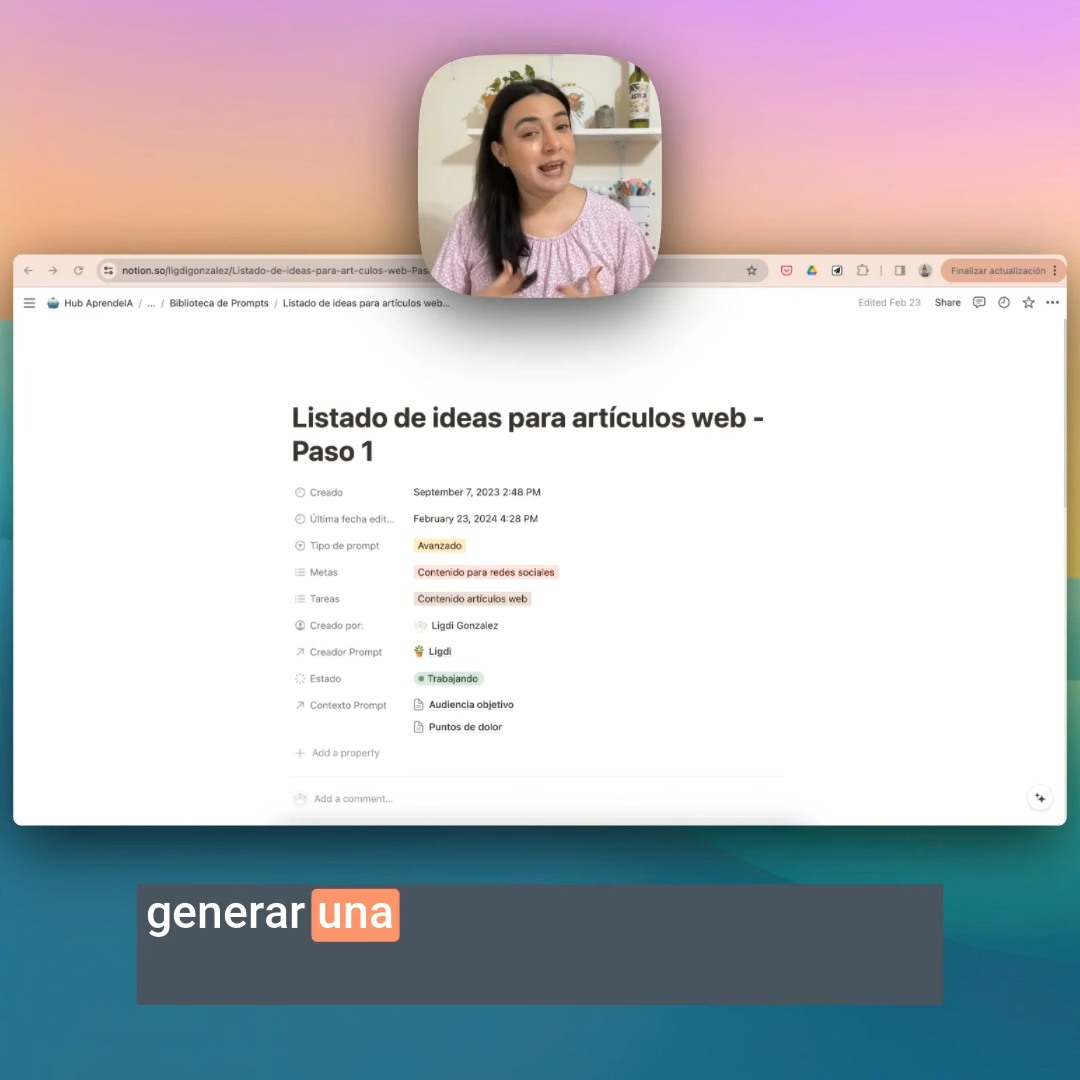 notion.so/ligdigonzalez/Listado-de-ideas-para-art-culos-web-Pas
Finalizar actualización
Hub AprendeIA / ... / Biblioteca de Prompts / Listado de ideas para artículos web...
Edited Feb 23 Share
Listado de ideas para artículos web -
Paso 1
Creado September 7, 2023 2:48 PM
Última fecha edit... February 23, 2024 4:28 PM
Tipo de prompt Avanzado
Metas Contenido para redes sociales
Tareas Contenido artículos web
Creado por: Ligdi Gonzalez
Creador Prompt Ligdi
Estado Trabajando
Contexto Prompt Audiencia objetivo
Puntos de dolor
Add a property
Add a comment...
generar una